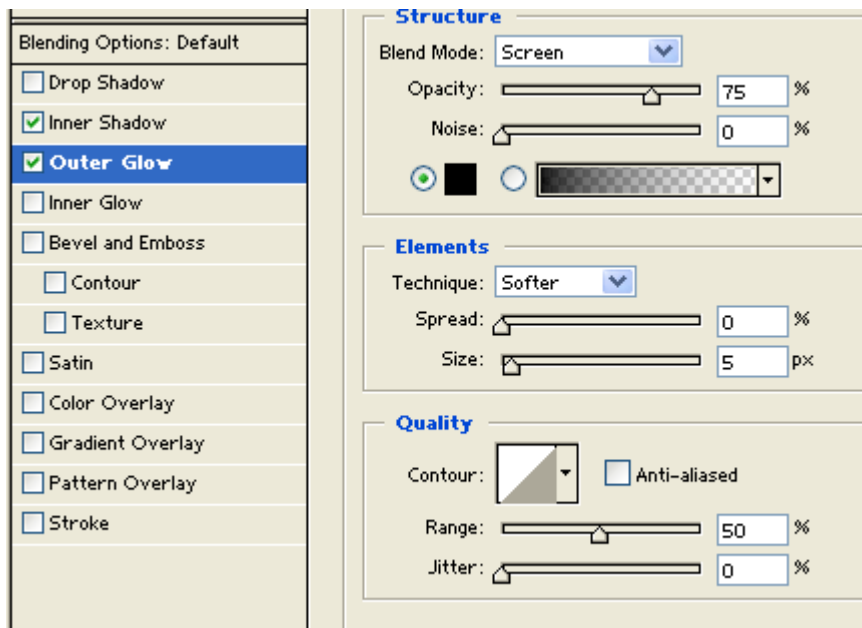 Blending Options: Default
Drop Shadow
Inner Shadow
Outer Glow
Inner Glow
Bevel and Emboss
Contour
Texture
Satin
Color Overlay
Gradient Overlay
Pattern Overlay
Stroke
Structure
Blend Mode: Screen
Opacity: 75 %
Noise: 0 %
Elements
Technique: Softer
Spread: 0 %
Size: 5 px
Quality
Contour: Anti-aliased
Range: 50 %
Jitter: 0 %